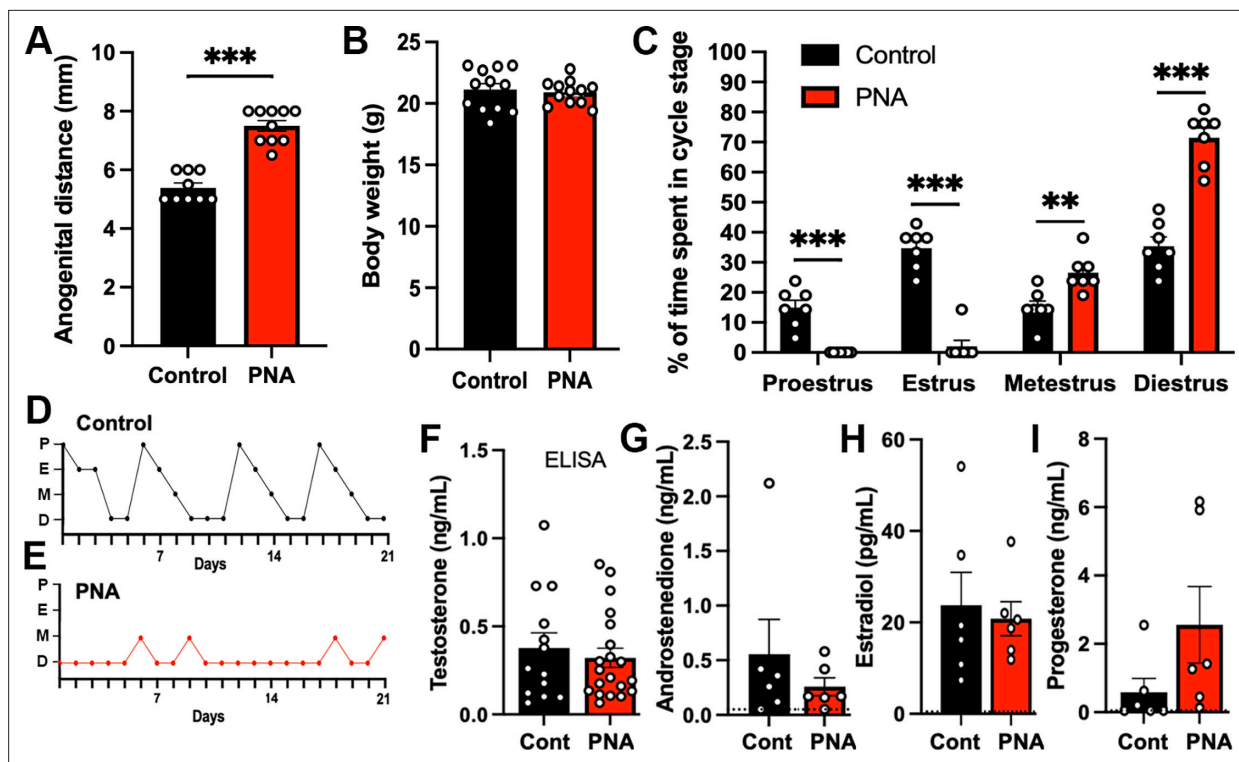 A
Anogenital distance (mm)
10
8
6
4
2
0
***
Control
PNA
B
Body weight (g)
25
20
15
10
5
0
Control
PNA
C
% of time spent in cycle stage
100
90
80
70
60
50
40
30
20
10
0
Control
PNA
***
***
**
***
Proestrus
Estrus
Metestrus
Diestrus
D
Control
P
E
M
D
7
14
21
Days
E
PNA
P
E
M
D
7
14
21
Days
F
Testosterone (ng/mL)
ELISA
1.5
1.0
0.5
0.0
Cont
PNA
G
Androstenedione (ng/mL)
2.5
2.0
1.5
1.0
0.5
0.0
Cont
PNA
H
Estradiol (pg/mL)
60
40
20
0
Cont
PNA
I
Progesterone (ng/mL)
8
6
4
2
0
Cont
PNA